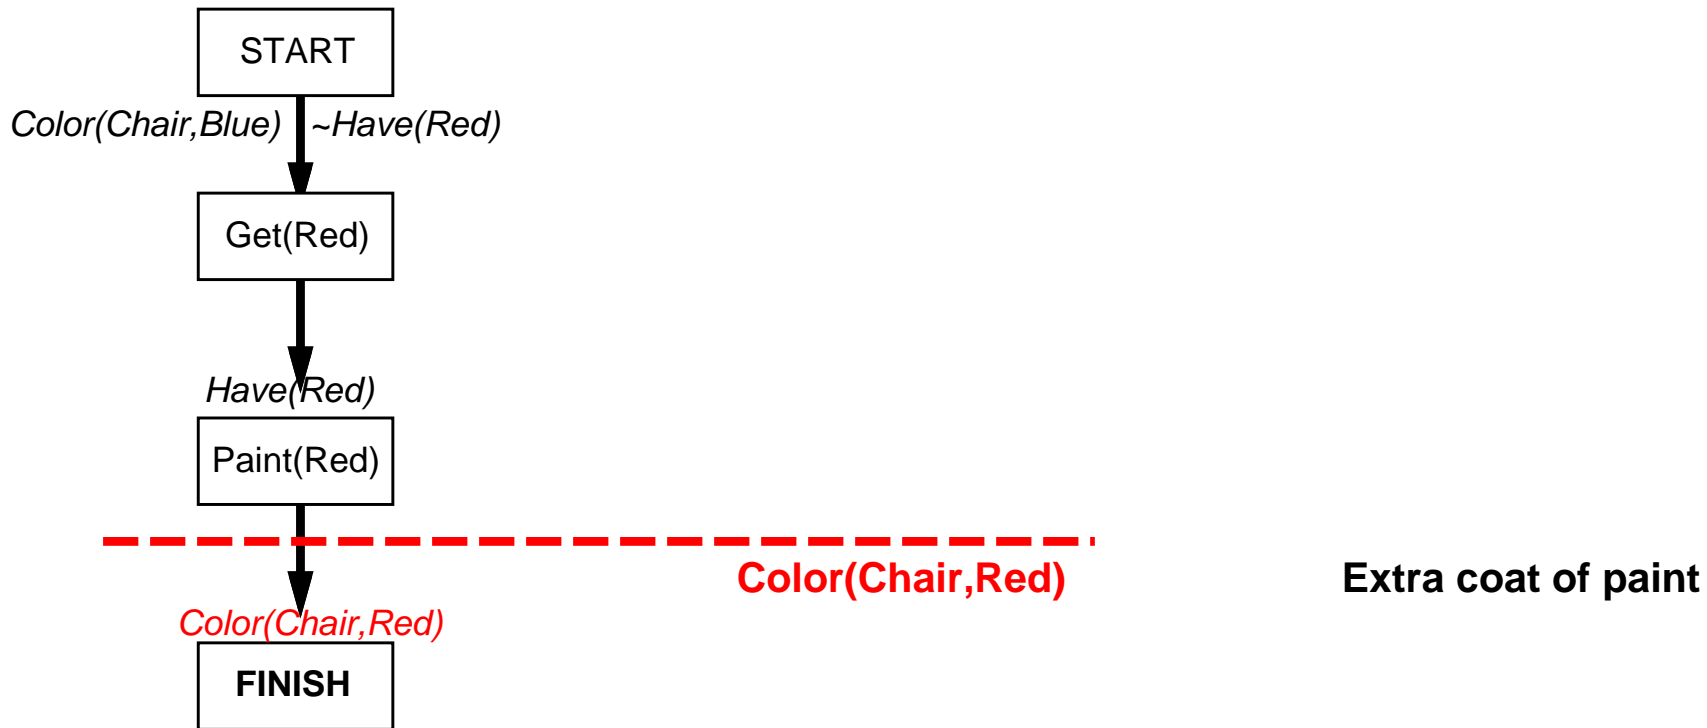 START
Color(Chair,Blue) ~Have(Red)
Get(Red)
Have(Red)
Paint(Red)
Color(Chair,Red) Extra coat of paint
Color(Chair,Red)
FINISH